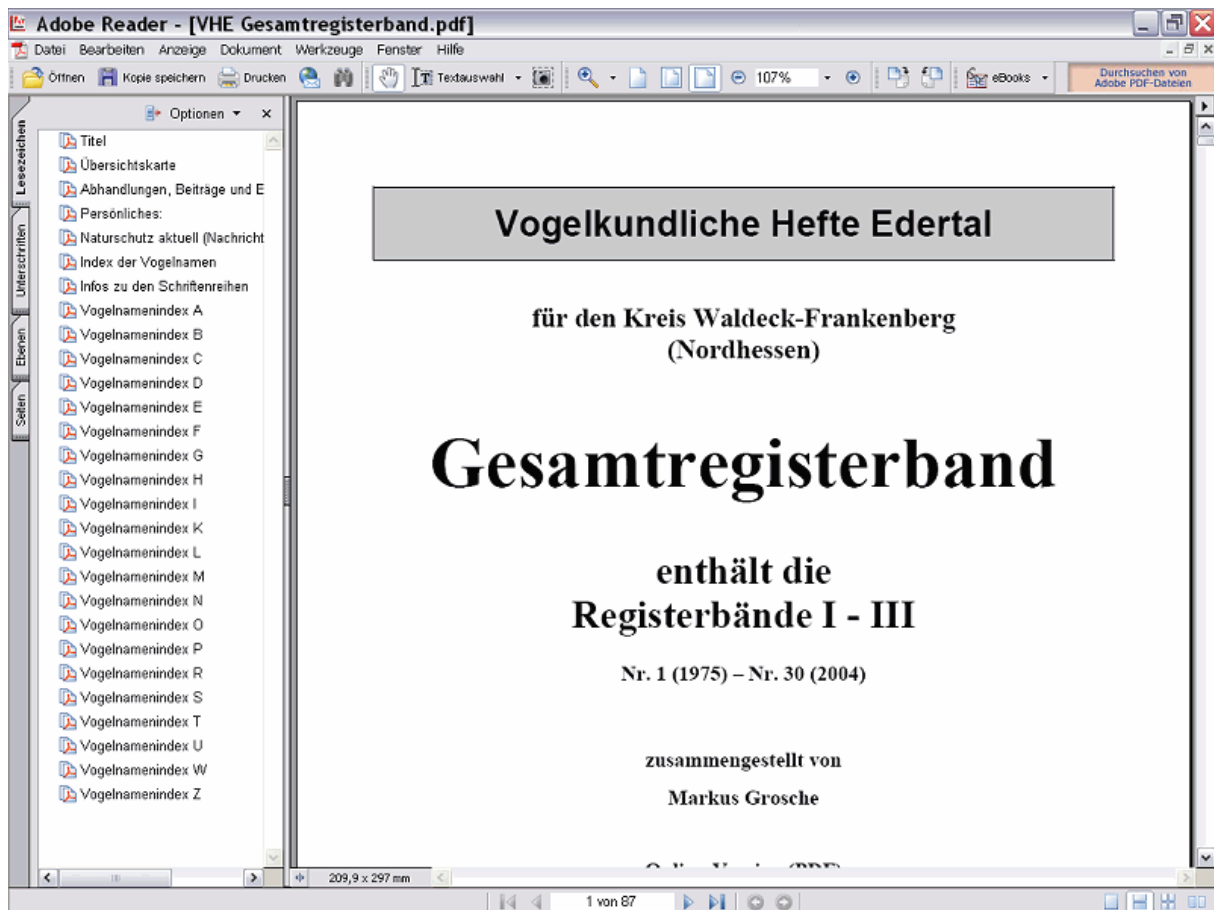 Adobe Reader - [VHE Gesamtregisterband.pdf]
Datei Bearbeiten Anzeige Dokument Werkzeuge Fenster Hilfe
Öffnen Kopie speichern Drucken Textauswahl 107% eBooks Durchsuchen von
Adobe PDF-Dateien
Optionen
Lesezeichen
Unterschriften
Ebenen
Seiten
Titel
Übersichtskarte
Abhandlungen, Beiträge und E
Persönliches:
Naturschutz aktuell (Nachricht
Index der Vogelnamen
Infos zu den Schriftenreihen
Vogelnamenindex A
Vogelnamenindex B
Vogelnamenindex C
Vogelnamenindex D
Vogelnamenindex E
Vogelnamenindex F
Vogelnamenindex G
Vogelnamenindex H
Vogelnamenindex I
Vogelnamenindex K
Vogelnamenindex L
Vogelnamenindex M
Vogelnamenindex N
Vogelnamenindex O
Vogelnamenindex P
Vogelnamenindex R
Vogelnamenindex S
Vogelnamenindex T
Vogelnamenindex U
Vogelnamenindex W
Vogelnamenindex Z
Vogelkundliche Hefte Edertal
für den Kreis Waldeck-Frankenberg
(Nordhessen)
Gesamtregisterband
enthält die
Registerbände I - III
Nr. 1 (1975) – Nr. 30 (2004)
zusammengestellt von
Markus Grosche
209,9 x 297 mm
1 von 87